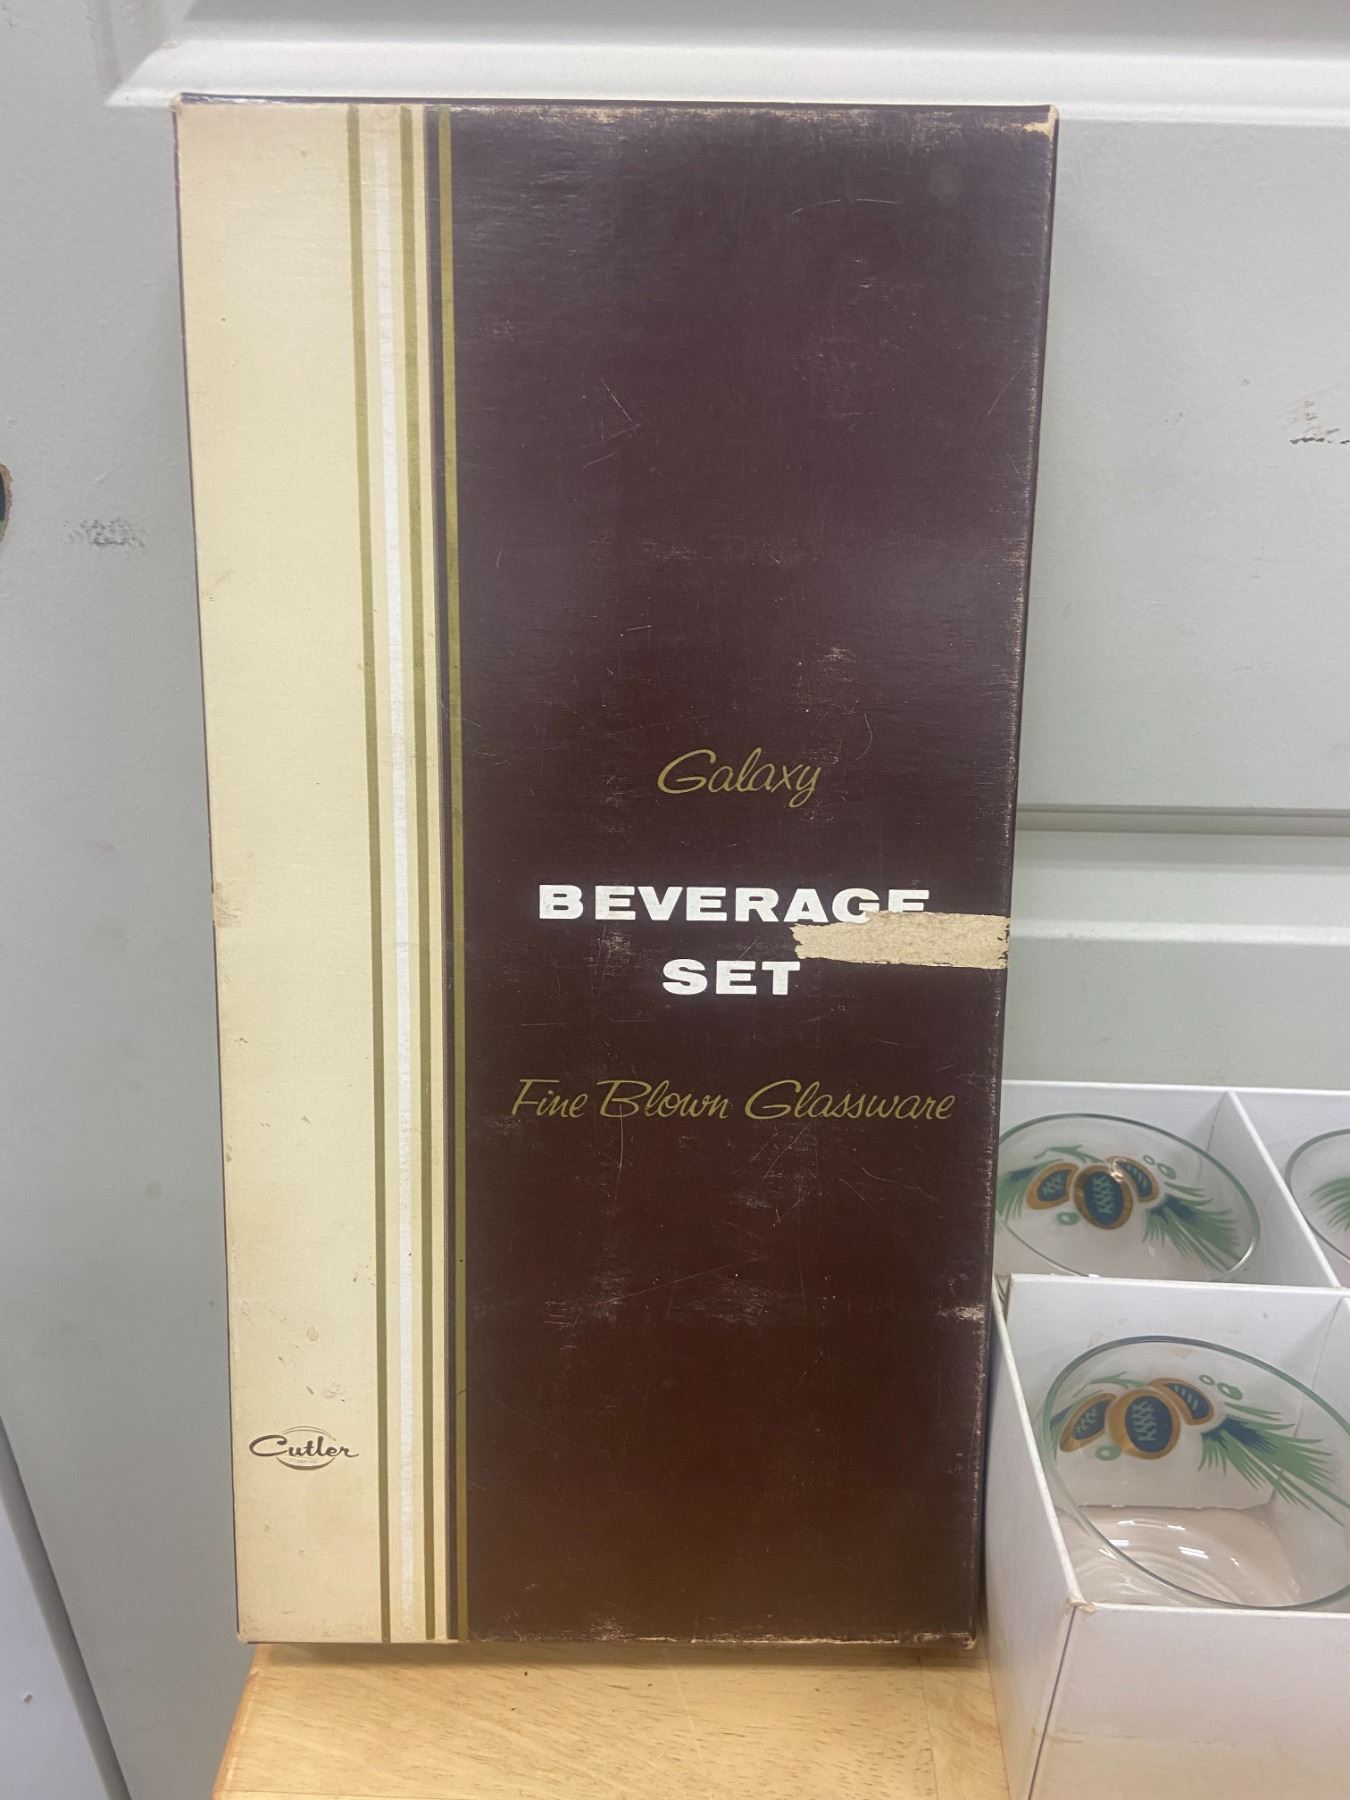 Galaxy
BEVERAGE
SET
Fine Blown Glassware
Cutler